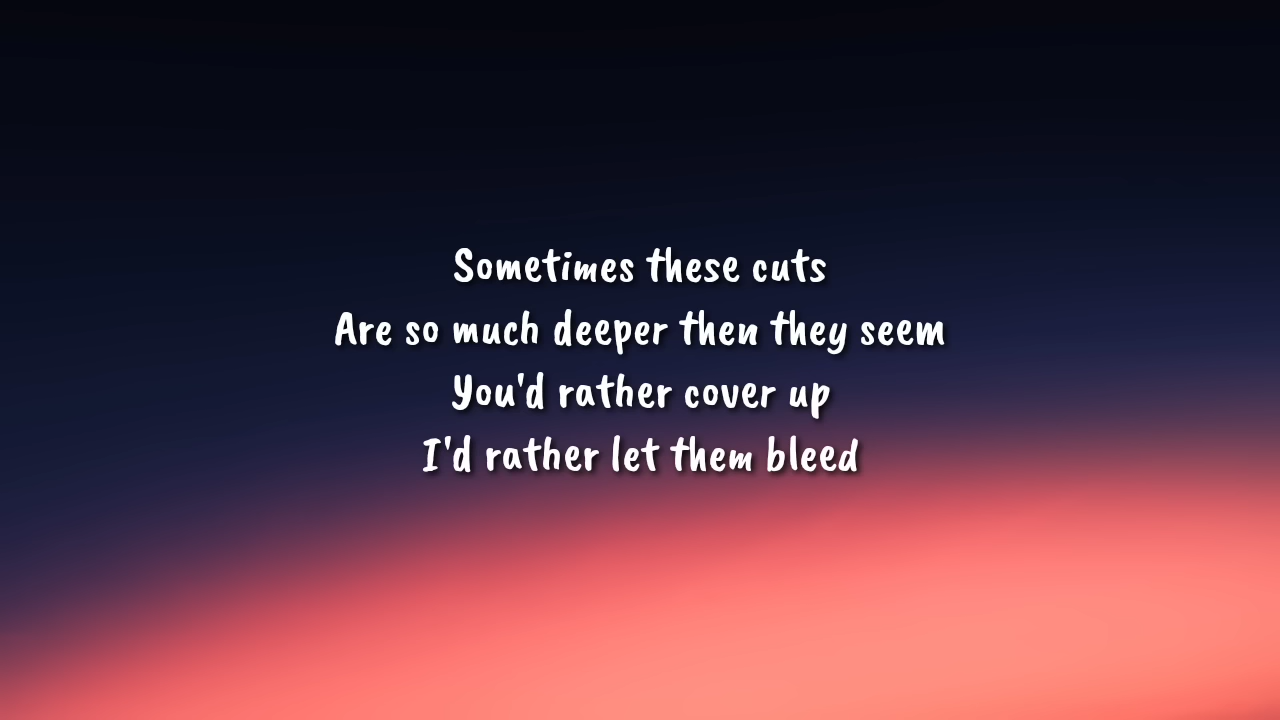 Sometimes these cuts
Are so much deeper then they seem
You'd rather cover up
I'd rather let them bleed